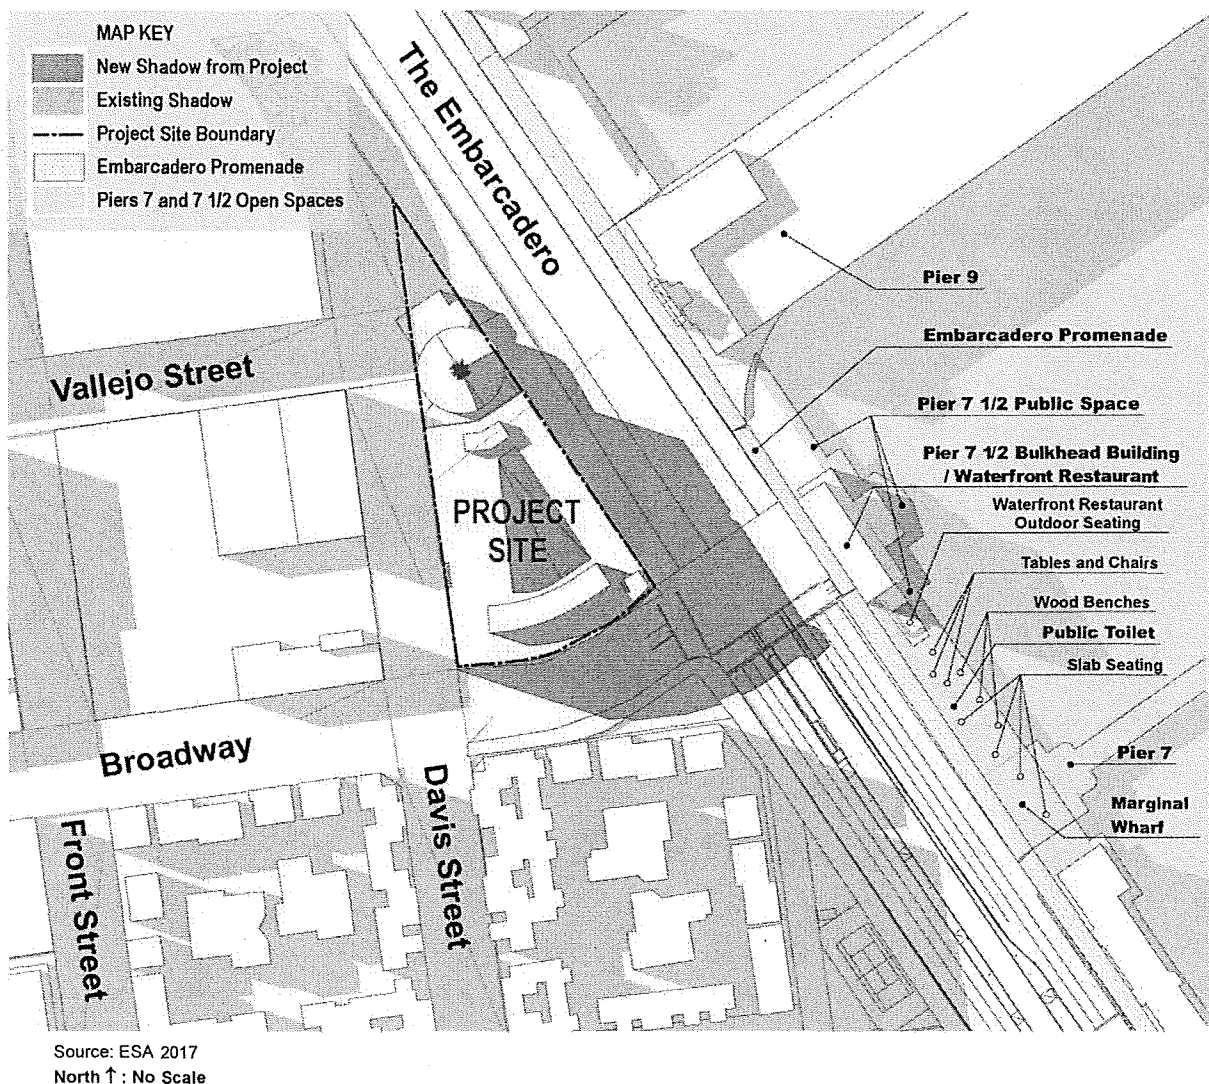 MAP KEY
New Shadow from Project
Existing Shadow
Project Site Boundary
Embarcadero Promenade
Piers 7 and 7 1/2 Open Spaces
The Embarcadero
Pier 9
Embarcadero Promenade
Vallejo Street
Pier 7 1/2 Public Space
Pier 7 1/2 Bulkhead Building
/ Waterfront Restaurant
PROJECT
SITE
Waterfront Restaurant
Outdoor Seating
Tables and Chairs
Wood Benches
Public Toilet
Slab Seating
Broadway
Pier 7
Davis Street
Marginal
Wharf
Front Street
Source: ESA 2017
North ↑ : No Scale